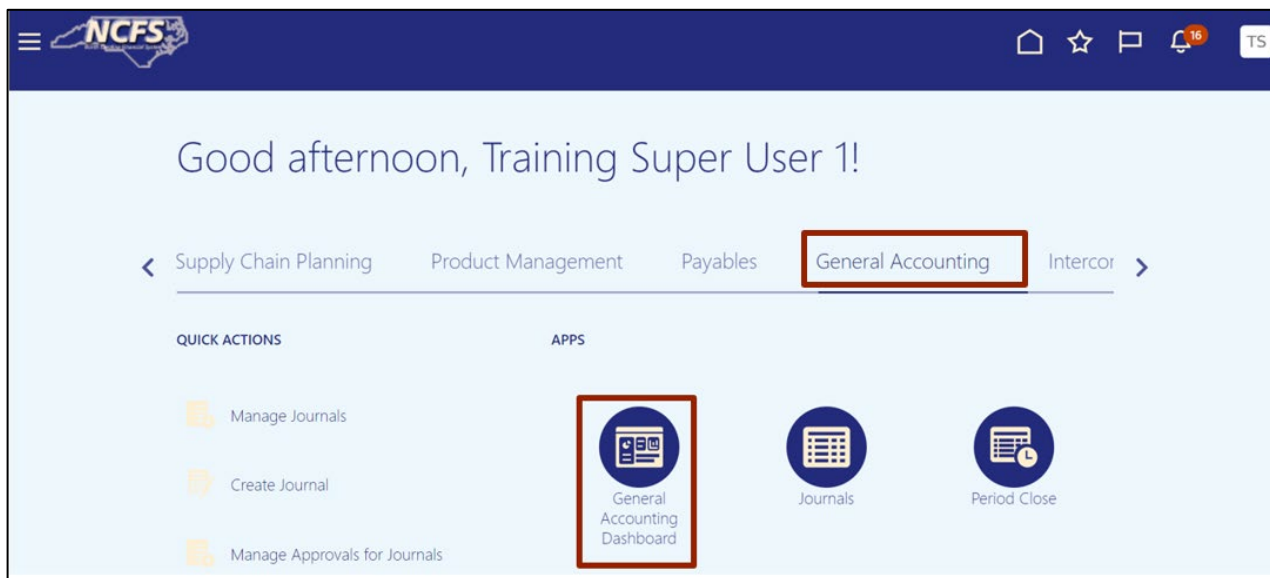 NCFS
16
TS
Good afternoon, Training Super User 1!
Supply Chain Planning
Product Management
Payables
General Accounting
Intercor
QUICK ACTIONS
APPS
Manage Journals
Create Journal
Manage Approvals for Journals
General
Accounting
Dashboard
Journals
Period Close